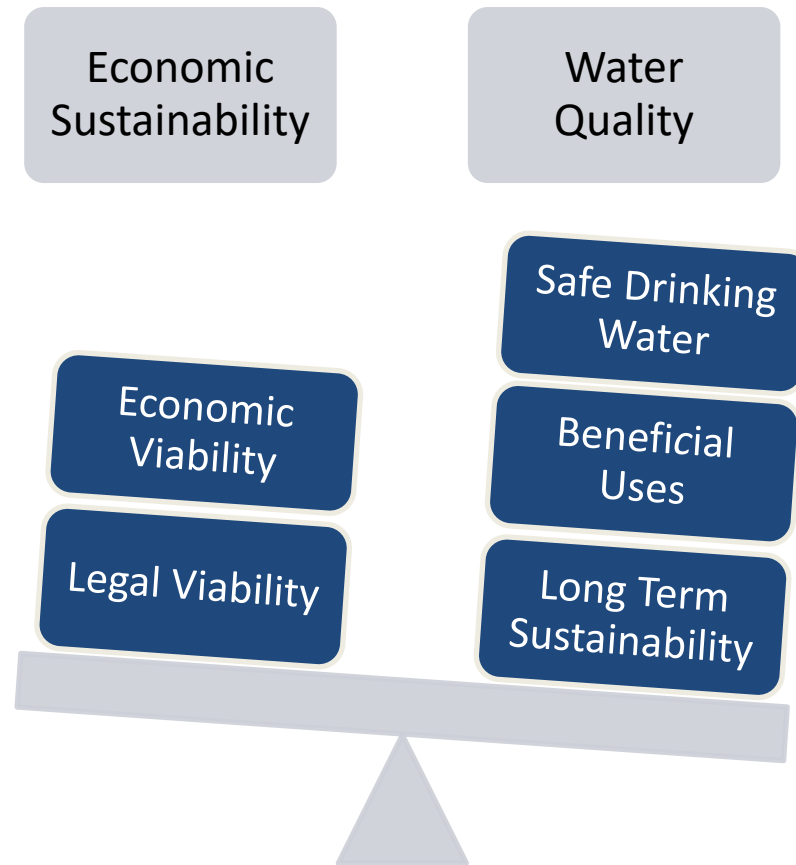 Economic
Sustainability
Water
Quality
Safe Drinking
Water
Economic
Viability
Beneficial
Uses
Legal Viability
Long Term
Sustainability